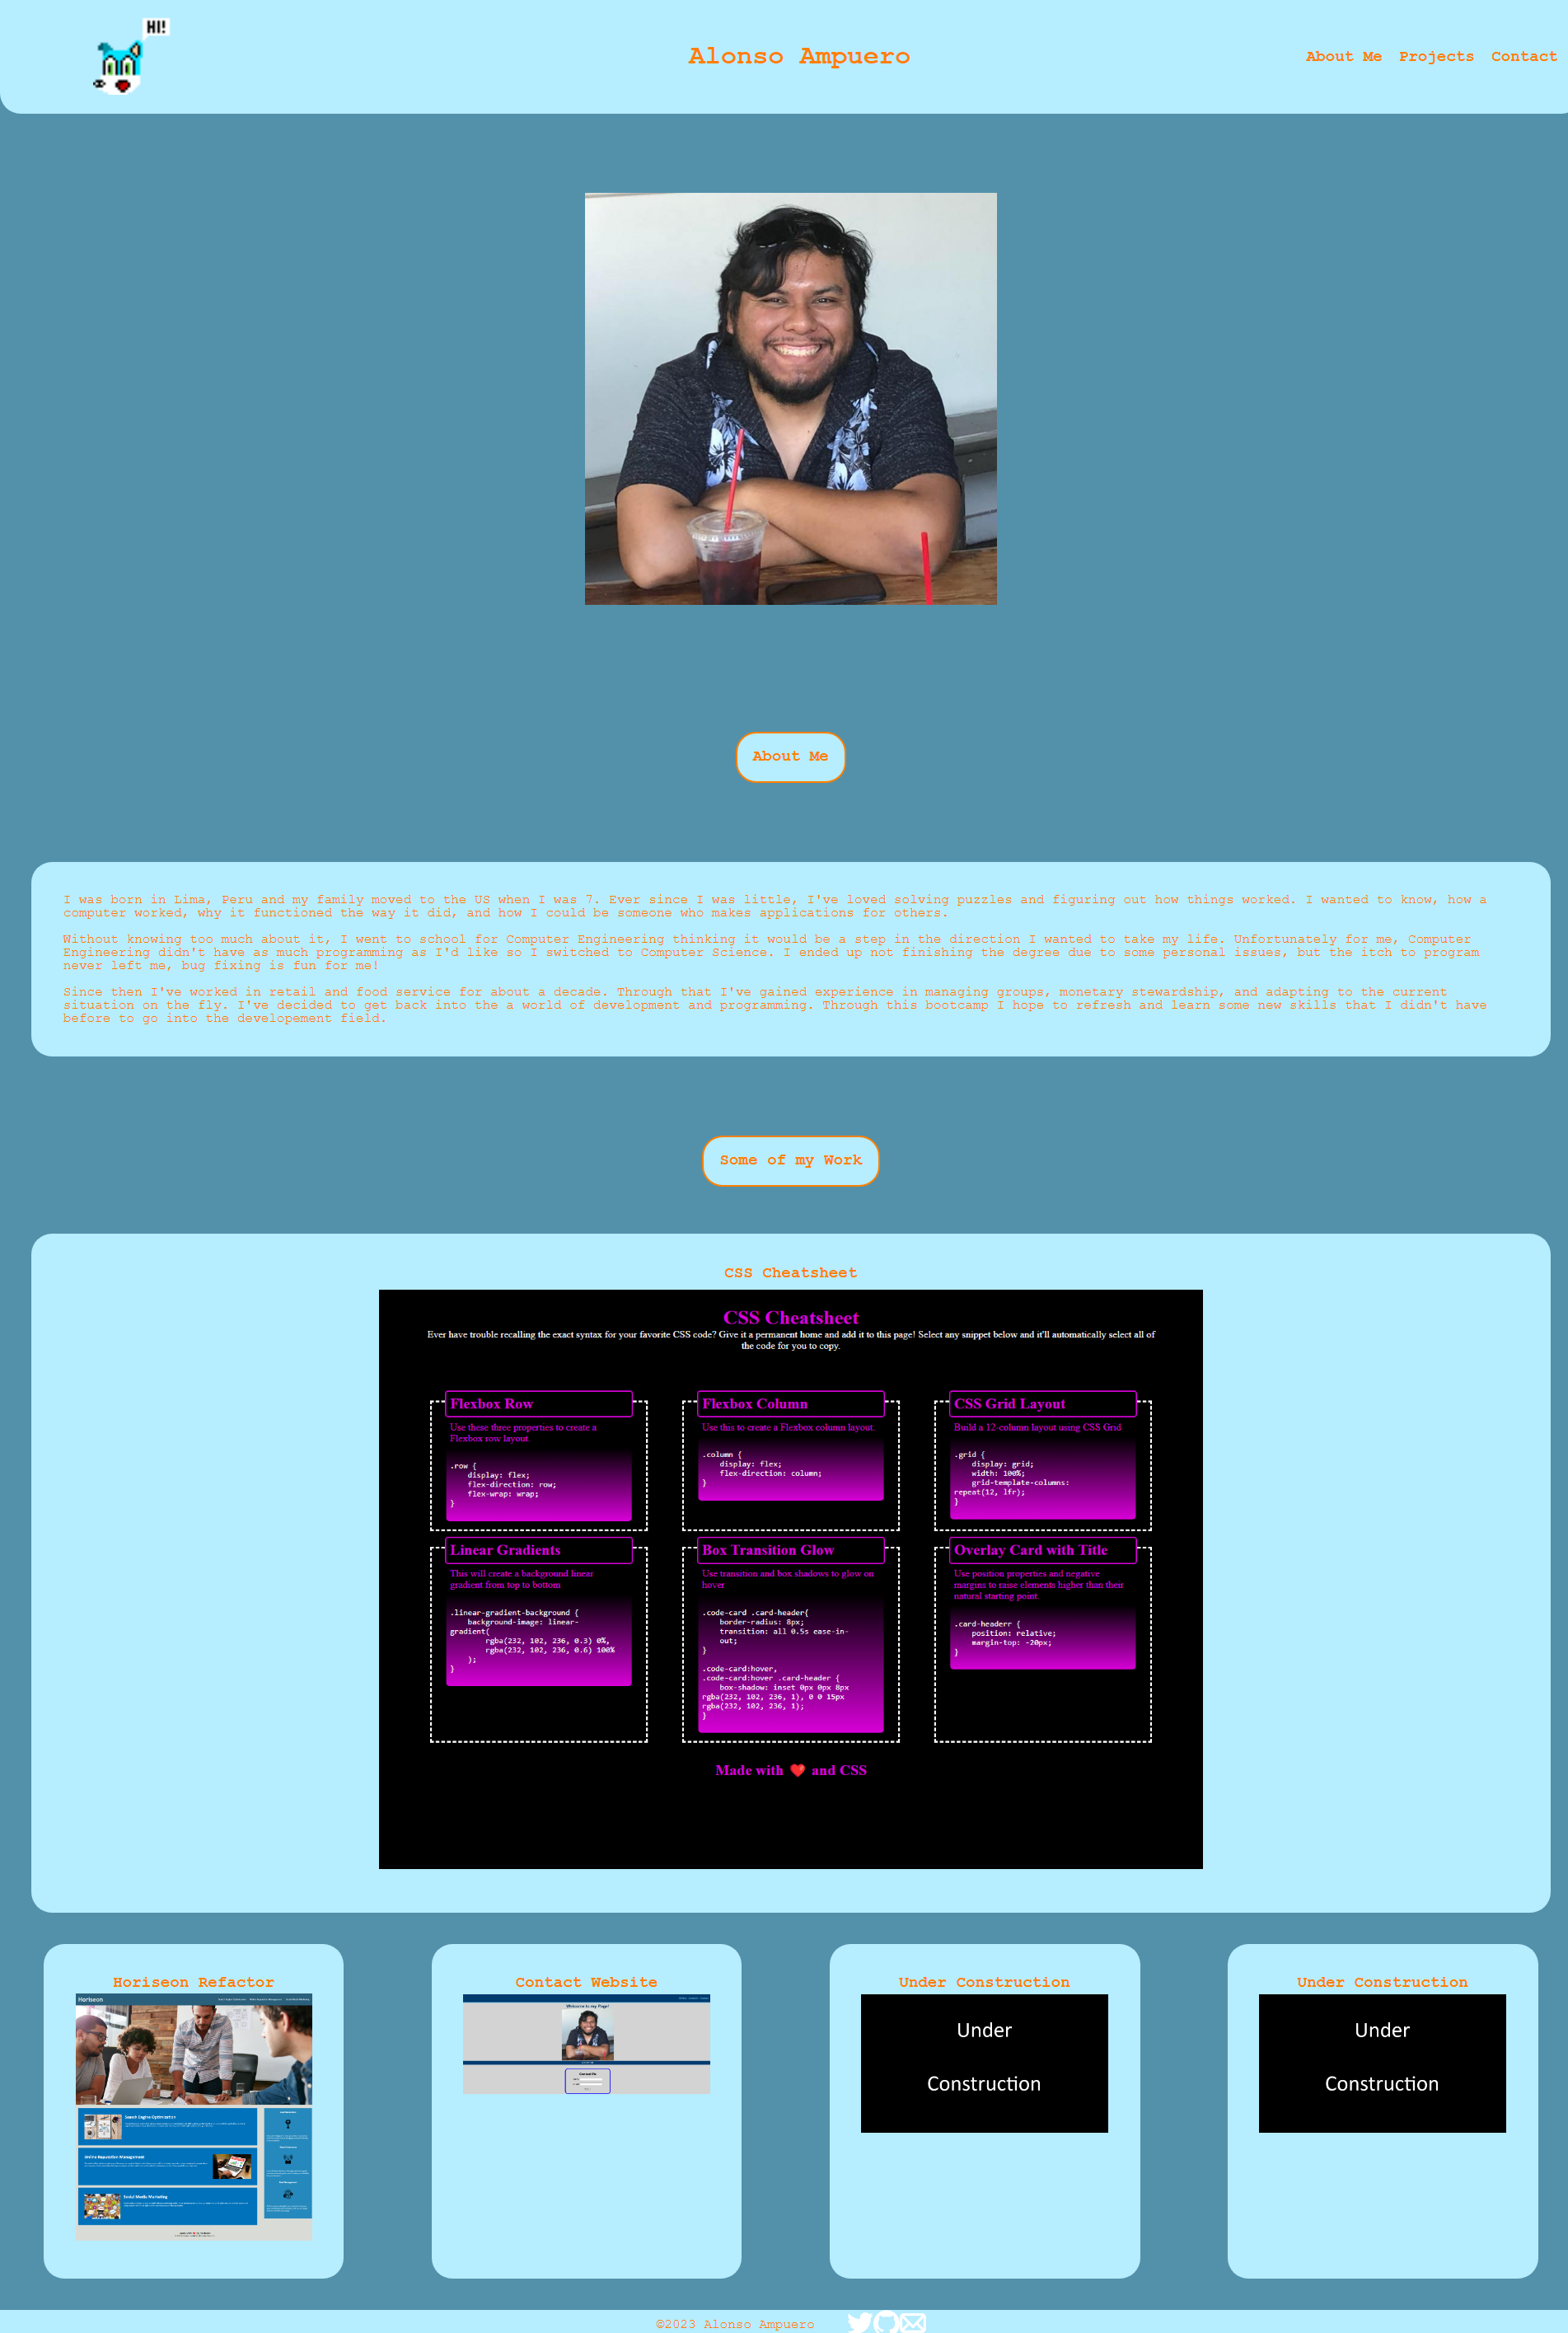 HI!
Alonso Ampuero
About Me Projects Contact
About Me
I was born in Lima, Peru and my family moved to the US when I was 7. Ever since I was little, I've loved solving puzzles and figuring out how things worked. I wanted to know, how a
computer worked, why it functioned the way it did, and how I could be someone who makes applications for others.
Without knowing too much about it, I went to school for Computer Engineering thinking it would be a step in the direction I wanted to take my life. Unfortunately for me, Computer
Engineering didn't have as much programming as I'd like so I switched to Computer Science. I ended up not finishing the degree due to some personal issues, but the itch to program
never left me, bug fixing is fun for me!
Since then I've worked in retail and food service for about a decade. Through that I've gained experience in managing groups, monetary stewardship, and adapting to the current
situation on the fly. I've decided to get back into the a world of development and programming. Through this bootcamp I hope to refresh and learn some new skills that I didn't have
before to go into the developement field.
Some of my Work
CSS Cheatsheet
CSS Cheatsheet
Ever have trouble recalling the exact syntax for your favorite CSS code? Give it a permanent home and add it to this page! Select any snippet below and it'll automatically select all of
the code for you to copy.
Flexbox Row
Use these three properties to create a
Flexbox row layout
.row {
display: flex;
flex-direction: row;
flex-wrap: wrap;
}
Flexbox Column
Use this to create a Flexbox column layout.
.column {
display: flex;
flex-direction: column;
}
CSS Grid Layout
Build a 12-column layout using CSS Grid
.grid {
display: grid;
width: 100%;
grid-template-columns:
repeat(12, lfr);
}
Linear Gradients
This will create a background linear
gradient from top to bottom
.linear-gradient-background {
background-image: linear-
gradient(
rgba(232, 102, 236, 0.3) 0%,
rgba(232, 102, 236, 0.6) 100%
);
}
Box Transition Glow
Use transition and box shadows to glow on
hover
.code-card .card-header{
border-radius: 8px;
transition: all 0.5s ease-in-
out;
}
.code-card:hover,
.code-card:hover .card-header {
box-shadow: inset 0px 0px 8px
rgba(232, 102, 236, 1), 0 0 15px
rgba(232, 102, 236, 1);
}
Overlay Card with Title
Use position properties and negative
margins to raise elements higher than their
natural starting point.
.card-headerr {
position: relative;
margin-top: -20px;
}
Made with ❤ and CSS
Horiseon Refactor
Horiseon
Search Engine Optimization
Online Reputation Management
Social Media Marketing
Contact Website
Welcome to my Page!
Under Construction
Under
Construction
Under Construction
Under
Construction
©2023 Alonso Ampuero